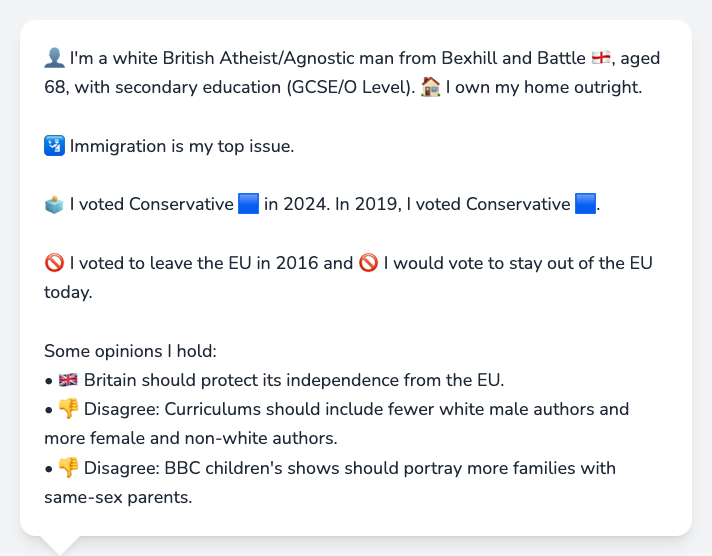 👤 I'm a white British Atheist/Agnostic man from Bexhill and Battle 🏴󠁧󠁢󠁥󠁮󠁧󠁿, aged
68, with secondary education (GCSE/O Level). 🏠 I own my home outright.
🛂 Immigration is my top issue.
🗳️ I voted Conservative 🟦 in 2024. In 2019, I voted Conservative 🟦.
🚫 I voted to leave the EU in 2016 and 🚫 I would vote to stay out of the EU
today.
Some opinions I hold:
• 🇬🇧 Britain should protect its independence from the EU.
• 👎 Disagree: Curriculums should include fewer white male authors and
more female and non-white authors.
• 👎 Disagree: BBC children's shows should portray more families with
same-sex parents.